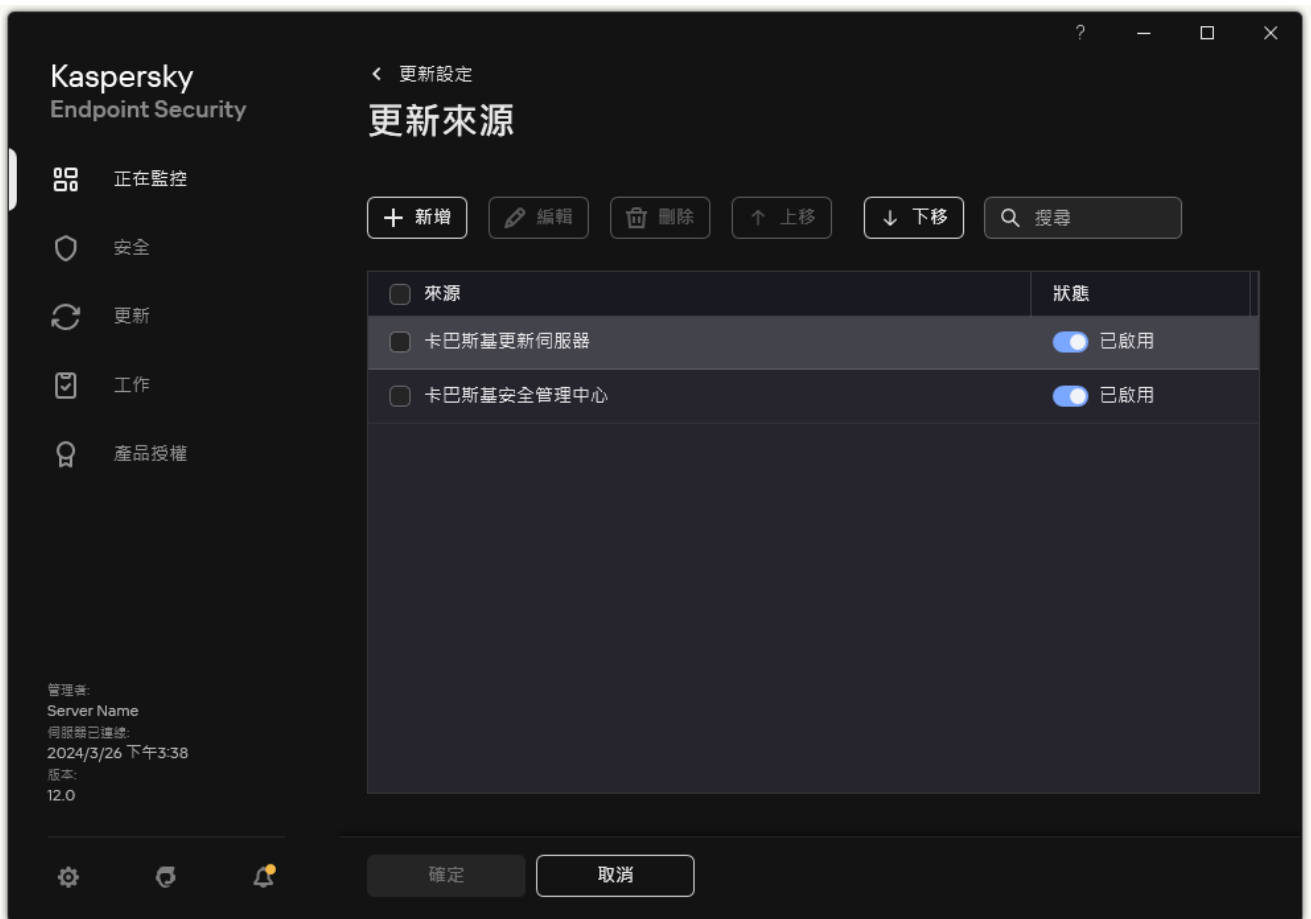 ?
Kaspersky
Endpoint Security
正在監控
安全
更新
工作
產品授權
管理者:
Server Name
伺服器已連線:
2024/3/26 下午3:38
版本:
12.0
更新設定
更新來源
新增
編輯
刪除
上移
下移
搜尋
來源 狀態
卡巴斯基更新伺服器 已啟用
卡巴斯基安全管理中心 已啟用
確定
取消